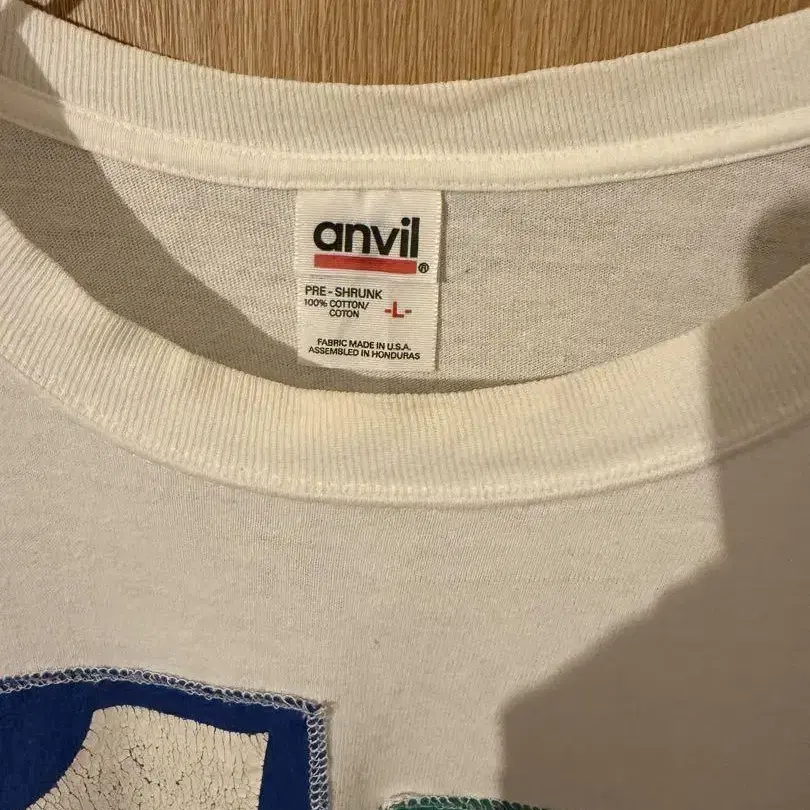 anvil®
PRE-SHRUNK
100% COTTON/
COTON
-L-
FABRIC MADE IN U.S.A.
ASSEMBLED IN HONDURAS